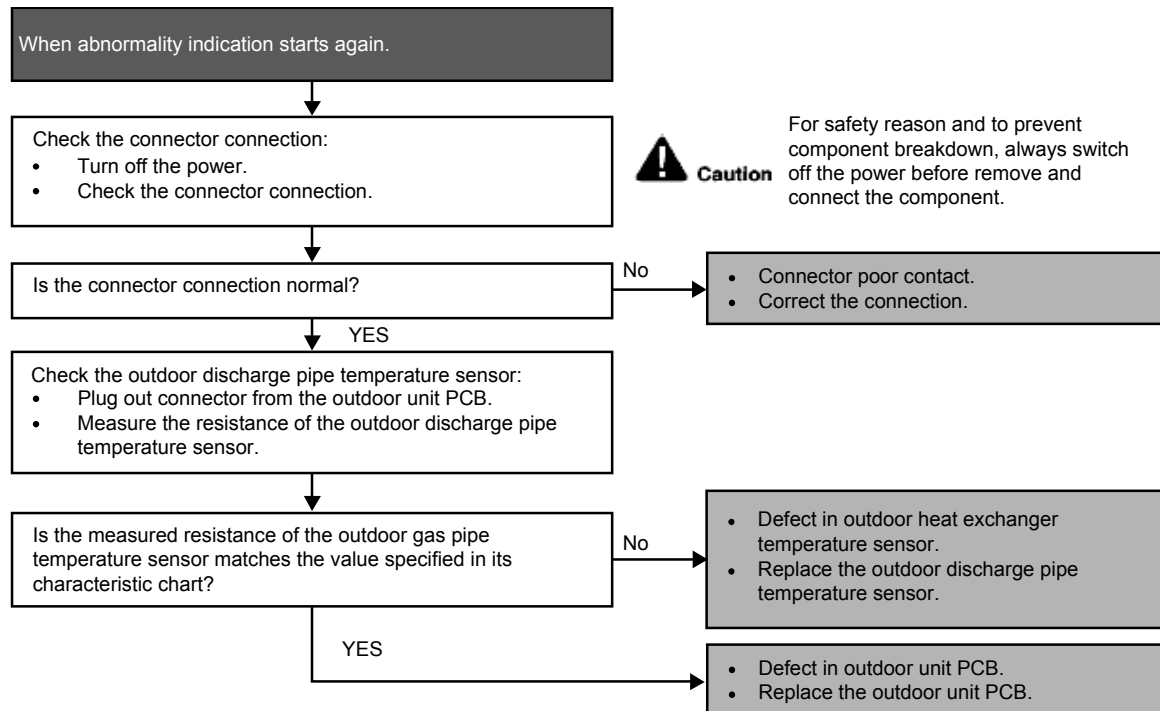 When abnormality indication starts again.
Check the connector connection:
• Turn off the power.
• Check the connector connection.
Caution
For safety reason and to prevent
component breakdown, always switch
off the power before remove and
connect the component.
Is the connector connection normal?
No
• Connector poor contact.
• Correct the connection.
YES
Check the outdoor discharge pipe temperature sensor:
• Plug out connector from the outdoor unit PCB.
• Measure the resistance of the outdoor discharge pipe
temperature sensor.
Is the measured resistance of the outdoor gas pipe
temperature sensor matches the value specified in its
characteristic chart?
No
• Defect in outdoor heat exchanger
temperature sensor.
• Replace the outdoor discharge pipe
temperature sensor.
YES
• Defect in outdoor unit PCB.
• Replace the outdoor unit PCB.